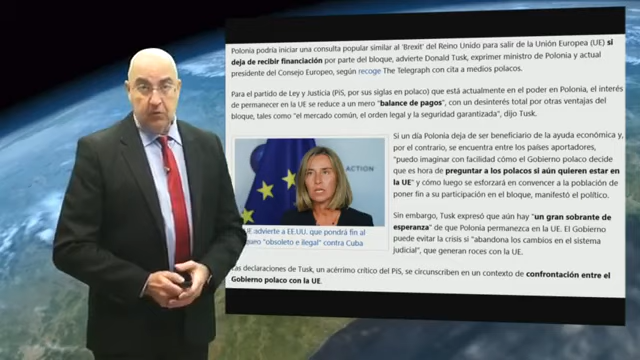 Polonia podría iniciar una consulta popular similar al 'Brexit' del Reino Unido para salir de la Unión Europea (UE) si
deja de recibir financiación por parte del bloque, advierte Donald Tusk, exprimer ministro de Polonia y actual
presidente del Consejo Europeo, según recoge The Telegraph con cita a medios polacos.
Para el partido de Ley y Justicia (PiS, por sus siglas en polaco) que está actualmente en el poder en Polonia, el interés
de permanecer en la UE se reduce a un mero "balance de pagos", con un desinterés total por otras ventajas del
bloque, tales como "el mercado común, el orden legal y la seguridad garantizada", dijo Tusk.
Si un día Polonia deja de ser beneficiario de la ayuda económica y,
por el contrario, se encuentra entre los países aportadores,
"puedo imaginar con facilidad cómo el Gobierno polaco decide
que es hora de preguntar a los polacos si aún quieren estar en
la UE" y cómo luego se esforzará en convencer a la población de
poner fin a su participación en el bloque, manifestó el político.
ACTION
UE advierte a EE.UU. que pondrá fin al
"obsoleto e ilegal" contra Cuba
Sin embargo, Tusk expresó que aún hay "un gran sobrante de
esperanza" de que Polonia permanezca en la UE. El Gobierno
puede evitar la crisis si "abandona los cambios en el sistema
judicial", que generan roces con la UE.
Las declaraciones de Tusk, un acérrimo crítico del PiS, se circunscriben en un contexto de confrontación entre el
Gobierno polaco con la UE.